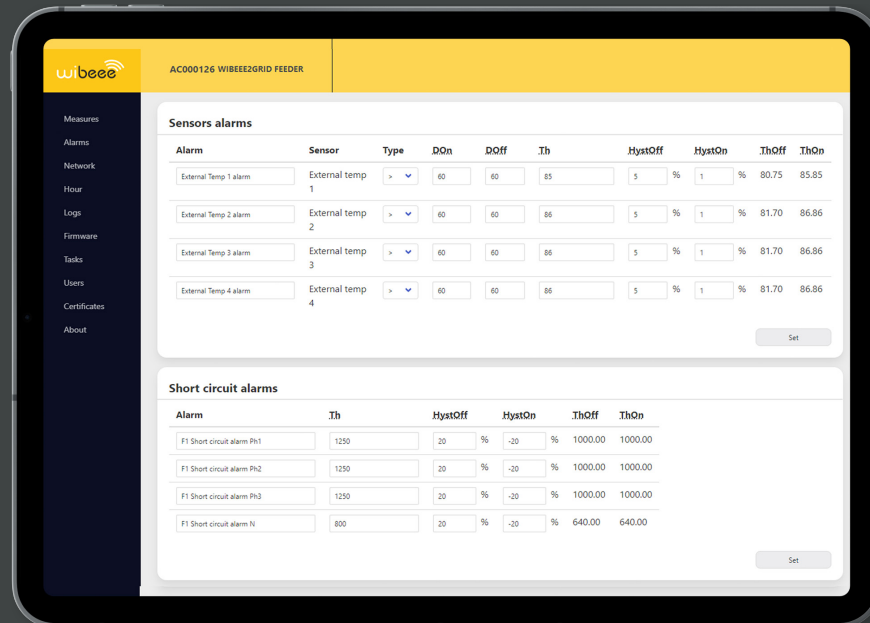 wibeee
AC000126 WIBEEE2GRID FEEDER
Measures
Alarms
Network
Hour
Logs
Firmware
Tasks
Users
Certificates
About
Sensors alarms
Alarm Sensor Type DOn DOff Th HystOff HystOn ThOff ThOn
External Temp 1 alarm External temp 1 > 60 60 85 5 % 1 % 80.75 85.85
External Temp 2 alarm External temp 2 > 60 60 86 5 % 1 % 81.70 86.86
External Temp 3 alarm External temp 3 > 60 60 86 5 % 1 % 81.70 86.86
External Temp 4 alarm External temp 4 > 60 60 86 5 % 1 % 81.70 86.86
Set
Short circuit alarms
Alarm Th HystOff HystOn ThOff ThOn
F1 Short circuit alarm Ph1 1250 20 % -20 % 1000.00 1000.00
F1 Short circuit alarm Ph2 1250 20 % -20 % 1000.00 1000.00
F1 Short circuit alarm Ph3 1250 20 % -20 % 1000.00 1000.00
F1 Short circuit alarm N 800 20 % -20 % 640.00 640.00
Set